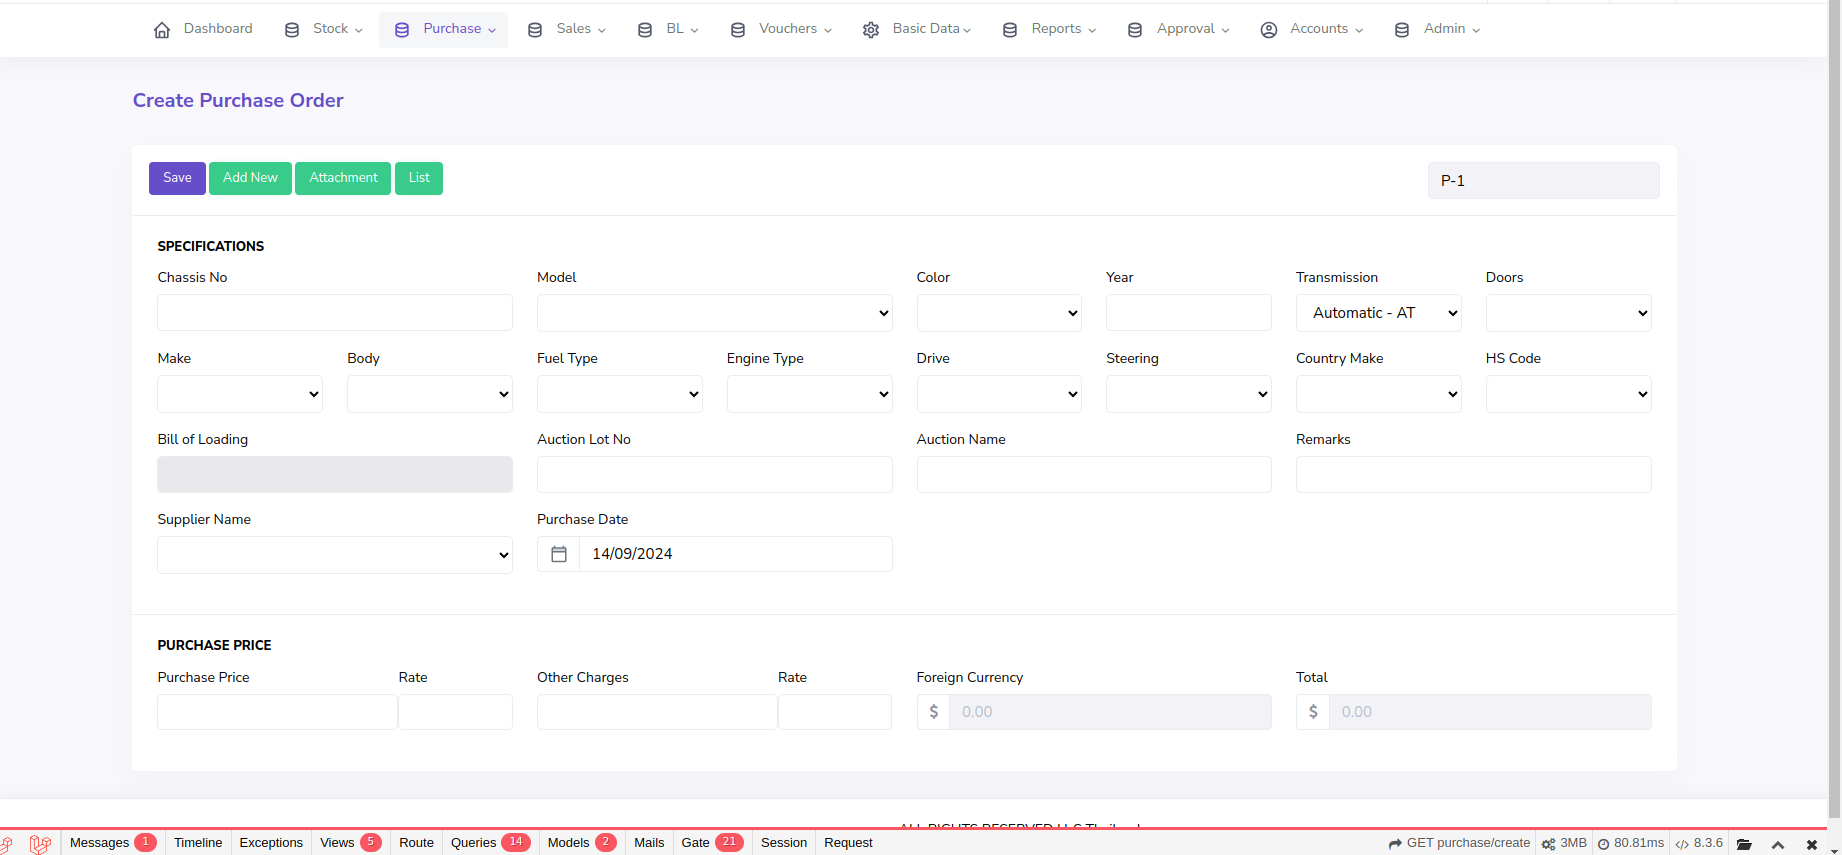 Dashboard Stock Purchase Sales BL Vouchers Basic Data Reports Approval Accounts Admin
Create Purchase Order
Save Add New Attachment List P-1
SPECIFICATIONS
Chassis No Model Color Year Transmission Doors
Automatic - AT
Make Body Fuel Type Engine Type Drive Steering Country Make HS Code
Bill of Loading Auction Lot No Auction Name Remarks
Supplier Name Purchase Date
14/09/2024
PURCHASE PRICE
Purchase Price Rate Other Charges Rate Foreign Currency Total
$ 0.00 $ 0.00
ALL RIGHTS RESERVED
Messages 1 Timeline Exceptions Views 5 Route Queries 14 Models 2 Mails Gate 21 Session Request GET purchase/create 3MB 80.81ms 8.3.6